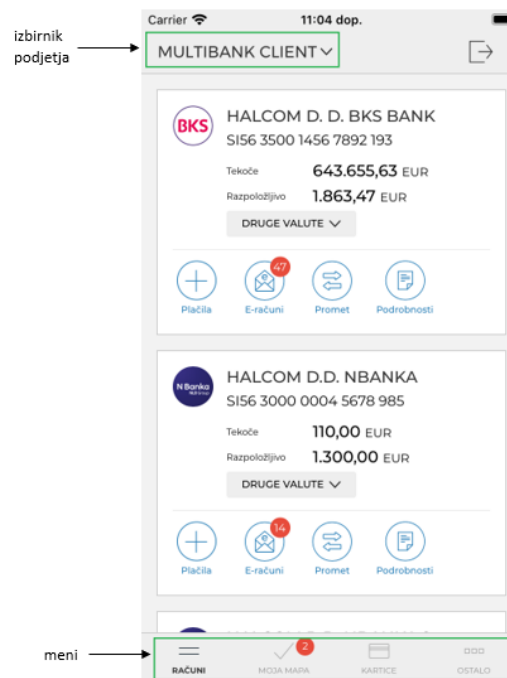 izbirnik
podjetja
Carrier 11:04 dop.
MULTIBANK CLIENT
BKS
HALCOM D. D. BKS BANK
SI56 3500 1456 7892 193
Tekoče 643.655,63 EUR
Razpoložljivo 1.863,47 EUR
DRUGE VALUTE
47
Plačila E-računi Promet Podrobnosti
N Banka
HALCOM D.D. NBANKA
SI56 3000 0004 5678 985
Tekoče 110,00 EUR
Razpoložljivo 1.300,00 EUR
DRUGE VALUTE
14
Plačila E-računi Promet Podrobnosti
meni
2
RAČUNI MOJA MAPA KARTICE OSTALO